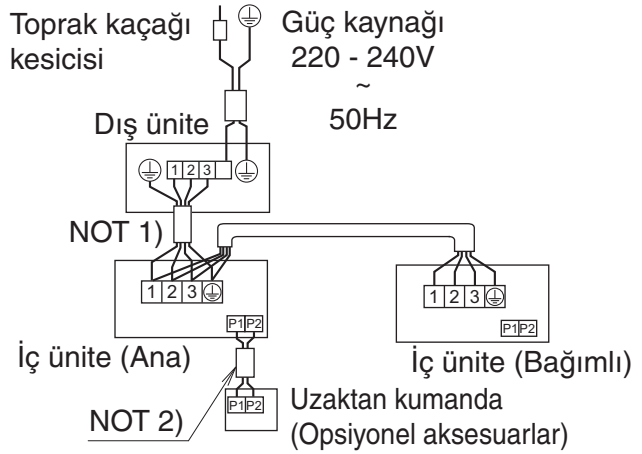 Toprak kaçağı
kesicisi
Güç kaynağı
220 - 240V
~
50Hz
Dış ünite
1 2 3
NOT 1)
1 2 3
P1 P2
İç ünite (Ana)
1 2 3
P1 P2
İç ünite (Bağımlı)
NOT 2)
P1 P2
Uzaktan kumanda
(Opsiyonel aksesuarlar)